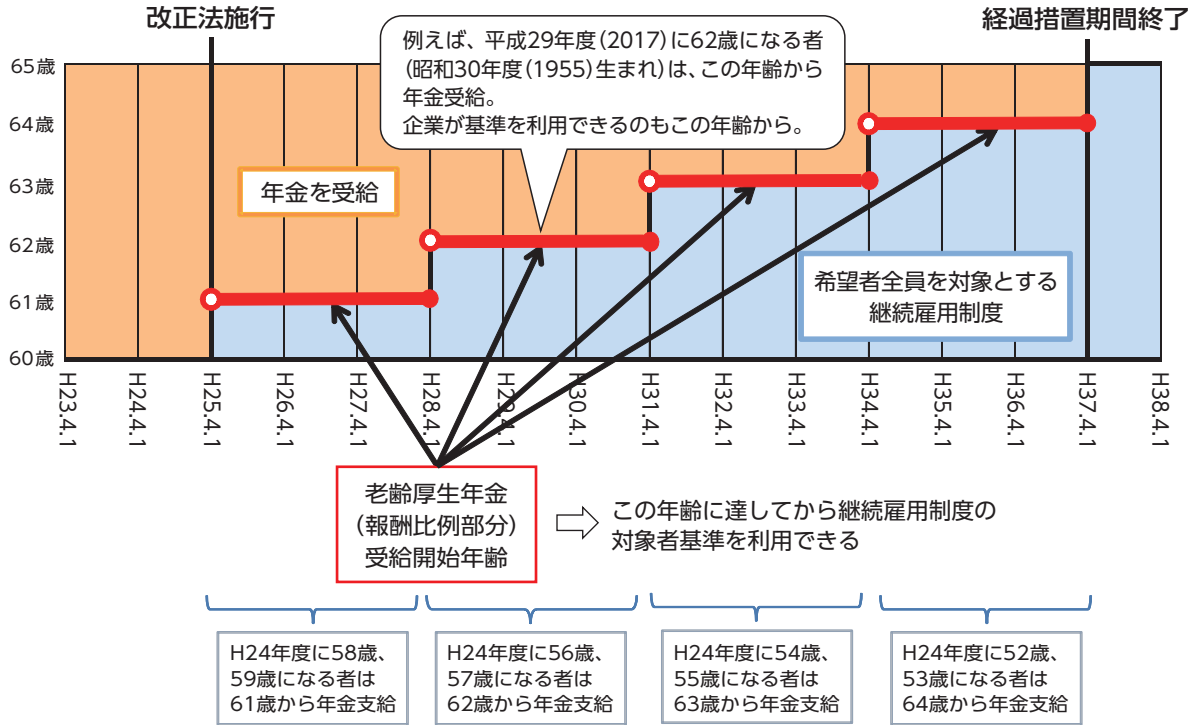 改正法施行
経過措置期間終了
例えば、平成29年度(2017)に62歳になる者
(昭和30年度(1955)生まれ)は、この年齢から
年金受給。
企業が基準を利用できるのもこの年齢から。
65歳
64歳
63歳
62歳
61歳
60歳
年金を受給
希望者全員を対象とする
継続雇用制度
H23.4.1
H24.4.1
H25.4.1
H26.4.1
H27.4.1
H28.4.1
H29.4.1
H30.4.1
H31.4.1
H32.4.1
H33.4.1
H34.4.1
H35.4.1
H36.4.1
H37.4.1
H38.4.1
老齢厚生年金
(報酬比例部分)
受給開始年齢
この年齢に達してから継続雇用制度の
対象者基準を利用できる
H24年度に58歳、
59歳になる者は
61歳から年金支給
H24年度に56歳、
57歳になる者は
62歳から年金支給
H24年度に54歳、
55歳になる者は
63歳から年金支給
H24年度に52歳、
53歳になる者は
64歳から年金支給